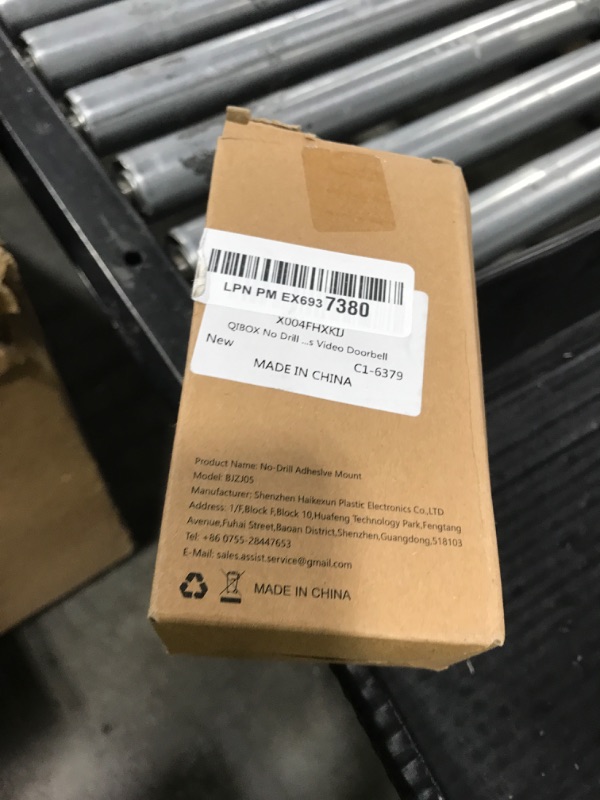 LPN PM EX6937380
X004FHXKIJ
QIBOX No Drill ...s Video Doorbell
New
C1-6379
MADE IN CHINA
Product Name: No-Drill Adhesive Mount
Model: BJZJ05
Manufacturer: Shenzhen Haikexun Plastic Electronics Co.,LTD
Address: 1/F,Block F,Block 10,Huafeng Technology Park,Fengtang
Avenue,Fuhai Street,Baoan District,Shenzhen,Guangdong,518103
Tel: +86 0755-28447653
E-Mail: sales.assist.service@gmail.com
MADE IN CHINA